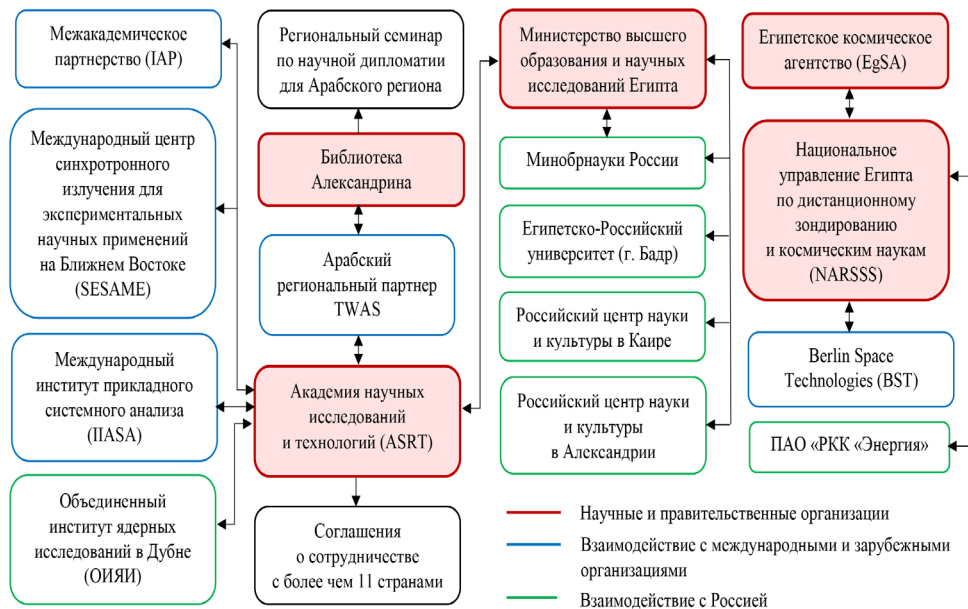 Межакадемическое
партнерство (IAP)
Международный центр
синхротронного
излучения для
экспериментальных
научных применений
на Ближнем Востоке
(SESAME)
Международный
институт прикладного
системного анализа
(IIASA)
Объединенный
институт ядерных
исследований в Дубне
(ОИЯИ)
Региональный семинар
по научной дипломатии
для Арабского региона
Библиотека
Александрина
Арабский
региональный партнер
TWAS
Академия научных
исследований
и технологий (ASRT)
Соглашения
о сотрудничестве
с более чем 11 странами
Министерство высшего
образования и научных
исследований Египта
Минобрнауки России
Египетско-Российский
университет (г. Бадр)
Российский центр науки
и культуры в Каире
Российский центр науки
и культуры
в Александрии
Египетское космическое
агентство (EgSA)
Национальное
управление Египта
по дистанционному
зондированию
и космическим наукам
(NARSSS)
Berlin Space
Technologies (BST)
ПАО «РКК «Энергия»
Научные и правительственные организации
Взаимодействие с международными и зарубежными
организациями
Взаимодействие с Россией